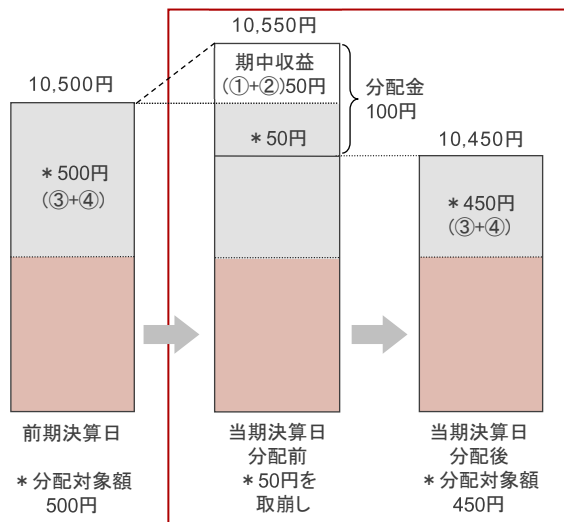 10,500円
＊500円
(③+④)
前期決算日
＊分配対象額
500円
10,550円
期中収益
(①+②)50円
＊50円
分配金
100円
当期決算日
分配前
＊50円を
取崩し
10,450円
＊450円
(③+④)
当期決算日
分配後
＊分配対象額
450円